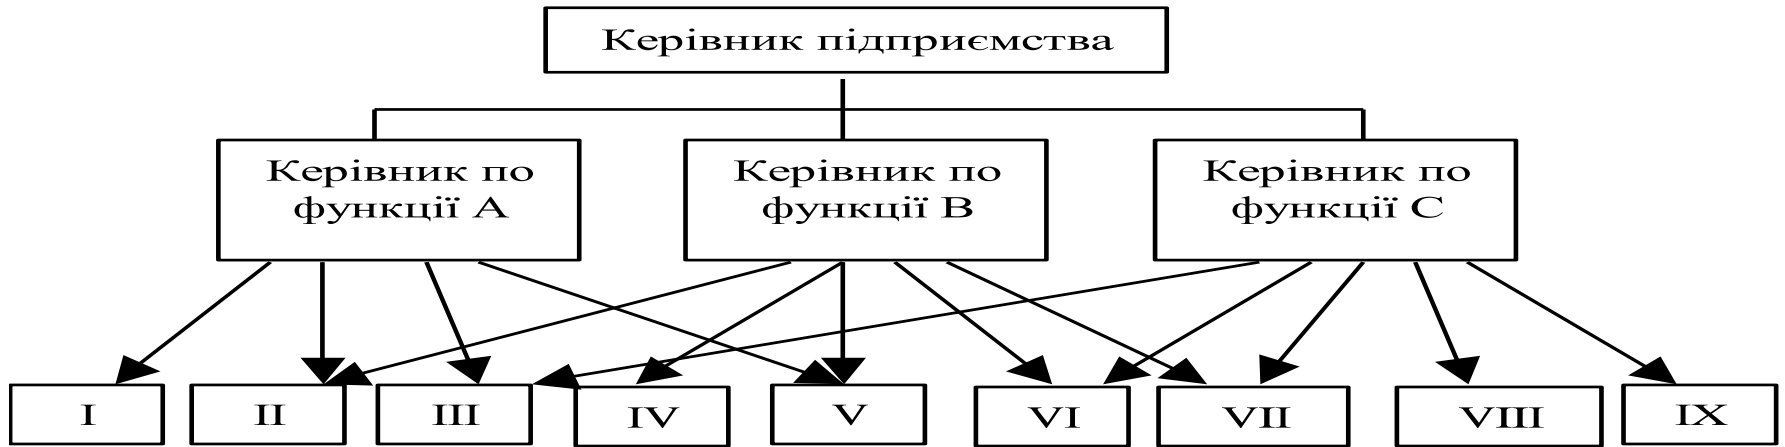 Керівник підприємства
Керівник по
функції А
Керівник по
функції В
Керівник по
функції С
I
II
III
IV
V
VI
VII
VIII
IX